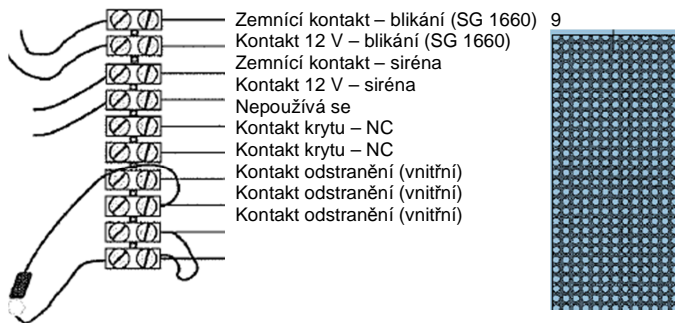 Zemnící kontakt – blikání (SG 1660) 9
Kontakt 12 V – blikání (SG 1660)
Zemnící kontakt – siréna
Kontakt 12 V – siréna
Nepoužívá se
Kontakt krytu – NC
Kontakt krytu – NC
Kontakt odstranění (vnitřní)
Kontakt odstranění (vnitřní)
Kontakt odstranění (vnitřní)